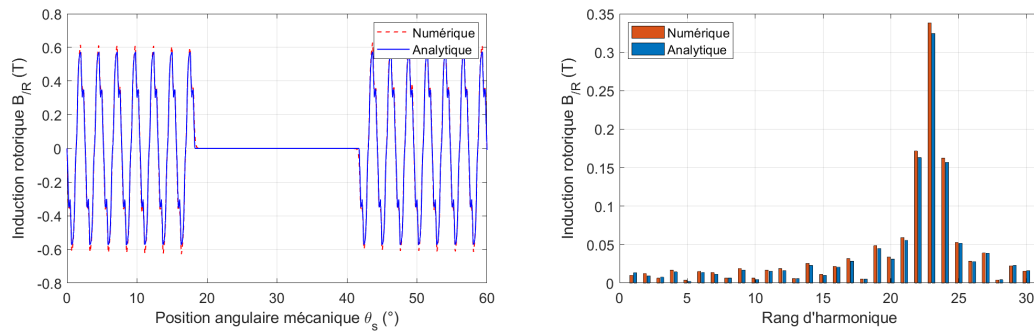 0.8
0.6
0.4
0.2
0
-0.2
-0.4
-0.6
-0.8
Induction rotorique B/R (T)
Numérique
Analytique
0 10 20 30 40 50 60
Position angulaire mécanique θs (°)
0.35
0.3
0.25
0.2
0.15
0.1
0.05
0
Induction rotorique B/R (T)
Numérique
Analytique
0 5 10 15 20 25 30
Rang d'harmonique